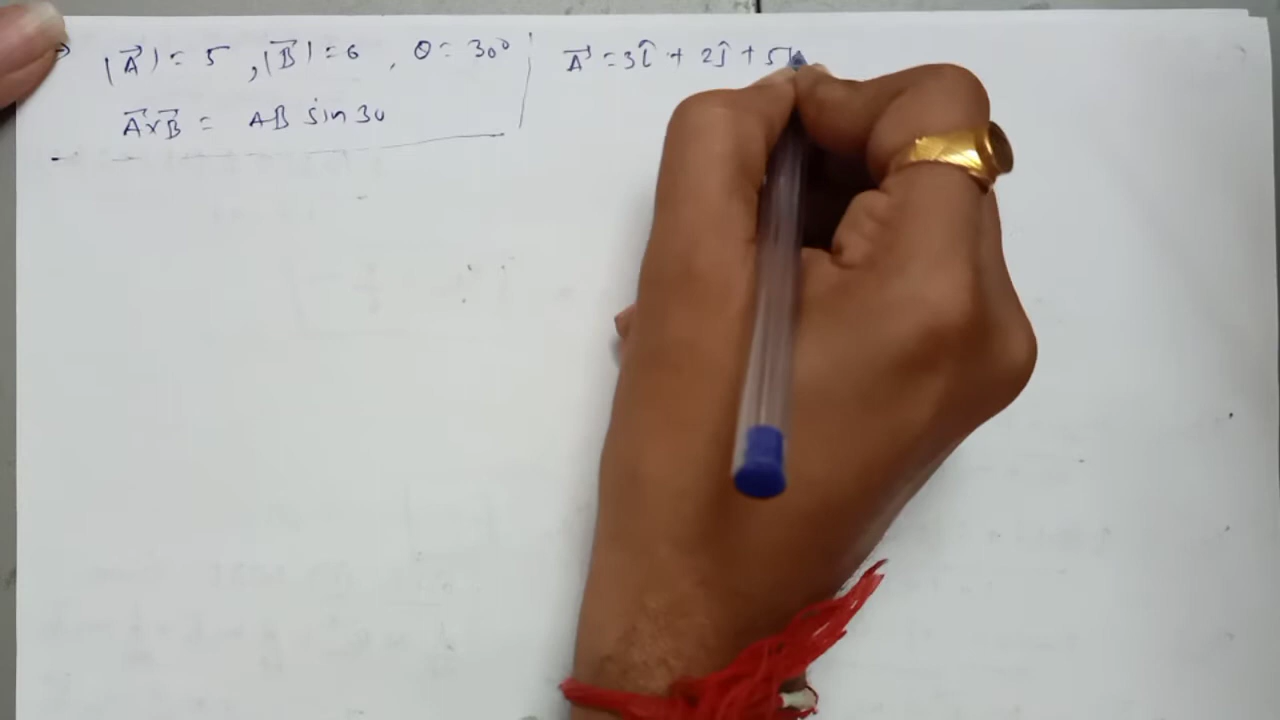 |A⃗| = 5, |B⃗| = 6, θ = 30°
A⃗×B⃗ = AB sin 30
A⃗ = 3î + 2ĵ + 5